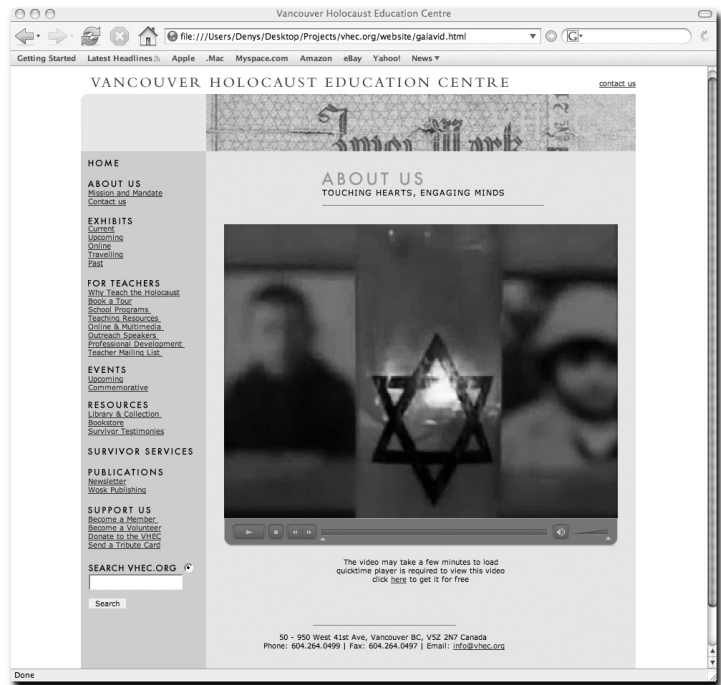 Vancouver Holocaust Education Centre
file:///Users/Denys/Desktop/Projects/vhec.org/website/galavid.html
G
Getting Started Latest Headlines Apple .Mac Myspace.com Amazon eBay Yahoo! News
VANCOUVER HOLOCAUST EDUCATION CENTRE
contact us
HOME
ABOUT US
Mission and Mandate
Contact us
EXHIBITS
Current
Upcoming
Online
Travelling
Past
FOR TEACHERS
Why Teach the Holocaust
Book a Tour
School Programs
Teaching Resources
Online & Multimedia
Outreach Speakers
Professional Development
Teacher Mailing List
EVENTS
Upcoming
Commemorative
RESOURCES
Library & Collection
Bookstore
Survivor Testimonies
SURVIVOR SERVICES
PUBLICATIONS
Newsletter
Wosk Publishing
SUPPORT US
Become a Member
Become a Volunteer
Donate to the VHEC
Send a Tribute Card
SEARCH VHEC.ORG
Search
ABOUT US
TOUCHING HEARTS, ENGAGING MINDS
The video may take a few minutes to load
quicktime player is required to view this video
click here to get it for free
50 - 950 West 41st Ave, Vancouver BC, V5Z 2N7 Canada
Phone: 604.264.0499 | Fax: 604.264.0497 | Email: info@vhec.org
Done